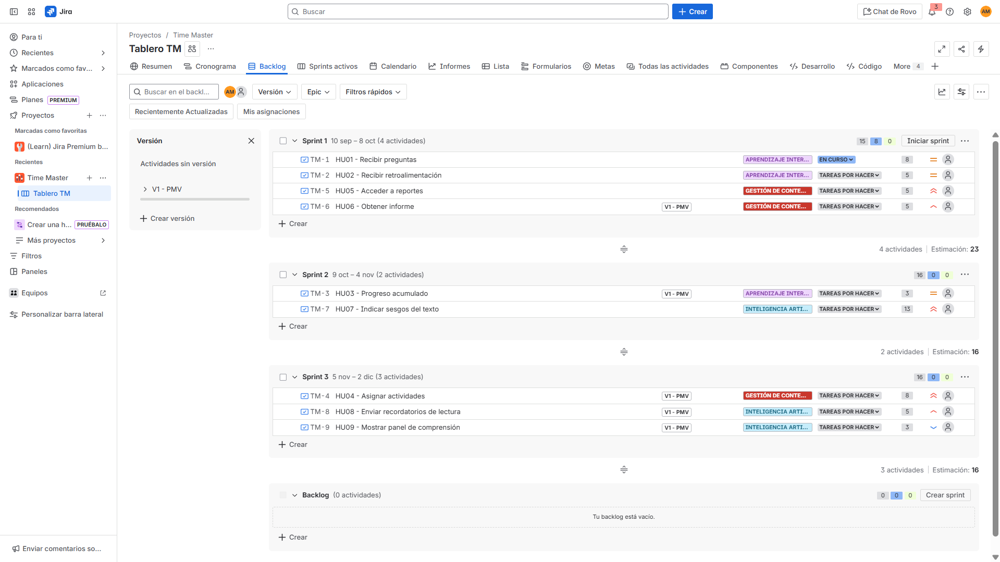 Jira
Buscar
Crear
Chat de Rovo
3
AM
Para ti
Recientes
Marcados como fav...
Aplicaciones
Planes PREMIUM
Proyectos
Marcadas como favoritas
(Learn) Jira Premium b...
Recientes
Time Master
Tablero TM
Recomendados
Crear una h... PRUÉBALO
Más proyectos
Filtros
Paneles
Equipos
Personalizar barra lateral
Enviar comentarios so...
Proyectos / Time Master
Tablero TM
Resumen Cronograma Backlog Sprints activos Calendario Informes Lista Formularios Metas Todas las actividades Componentes Desarrollo Código More 4
Buscar en el backl... AM Versión Epic Filtros rápidos
Recientemente Actualizadas Mis asignaciones
Versión
Actividades sin versión
V1 - PMV
Crear versión
Sprint 1 10 sep – 8 oct (4 actividades) 15 8 0 Iniciar sprint
TM-1 HU01 - Recibir preguntas APRENDIZAJE INTER... EN CURSO 8
TM-2 HU02 - Recibir retroalimentación APRENDIZAJE INTER... TAREAS POR HACER 5
TM-5 HU05 - Acceder a reportes GESTIÓN DE CONTE... TAREAS POR HACER 5
TM-6 HU06 - Obtener informe V1 - PMV GESTIÓN DE CONTE... TAREAS POR HACER 5
Crear
4 actividades Estimación: 23
Sprint 2 9 oct – 4 nov (2 actividades) 16 0 0
TM-3 HU03 - Progreso acumulado V1 - PMV APRENDIZAJE INTER... TAREAS POR HACER 3
TM-7 HU07 - Indicar sesgos del texto INTELIGENCIA ARTI... TAREAS POR HACER 13
Crear
2 actividades Estimación: 16
Sprint 3 5 nov – 2 dic (3 actividades) 16 0 0
TM-4 HU04 - Asignar actividades V1 - PMV GESTIÓN DE CONTE... TAREAS POR HACER 8
TM-8 HU08 - Enviar recordatorios de lectura V1 - PMV INTELIGENCIA ARTI... TAREAS POR HACER 5
TM-9 HU09 - Mostrar panel de comprensión V1 - PMV INTELIGENCIA ARTI... TAREAS POR HACER 3
Crear
3 actividades Estimación: 16
Backlog (0 actividades) 0 0 0 Crear sprint
Tu backlog está vacío.
Crear